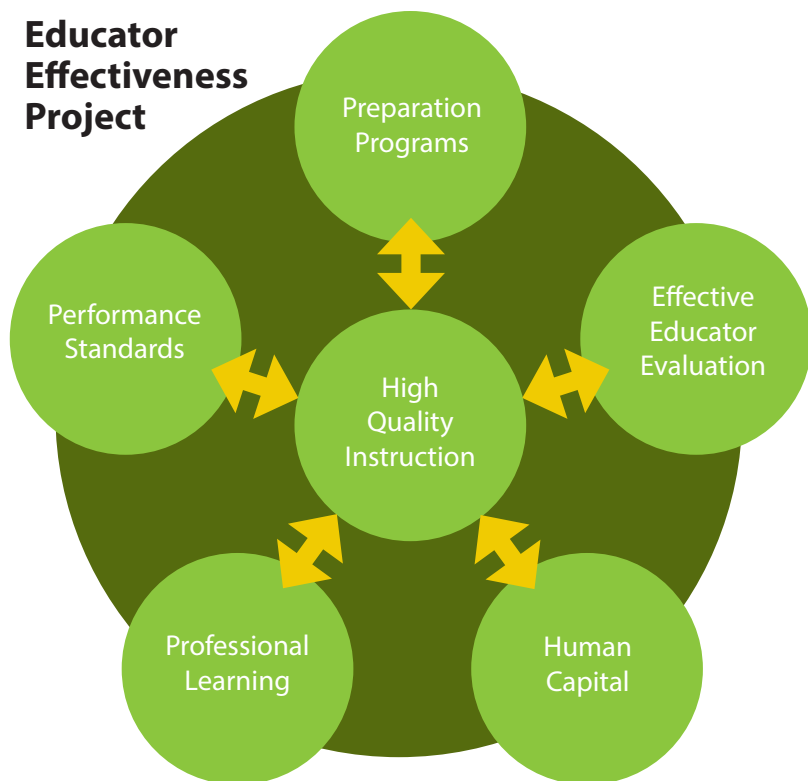 Educator
Effectiveness
Project
Preparation
Programs
Performance
Standards
Effective
Educator
Evaluation
High
Quality
Instruction
Professional
Learning
Human
Capital